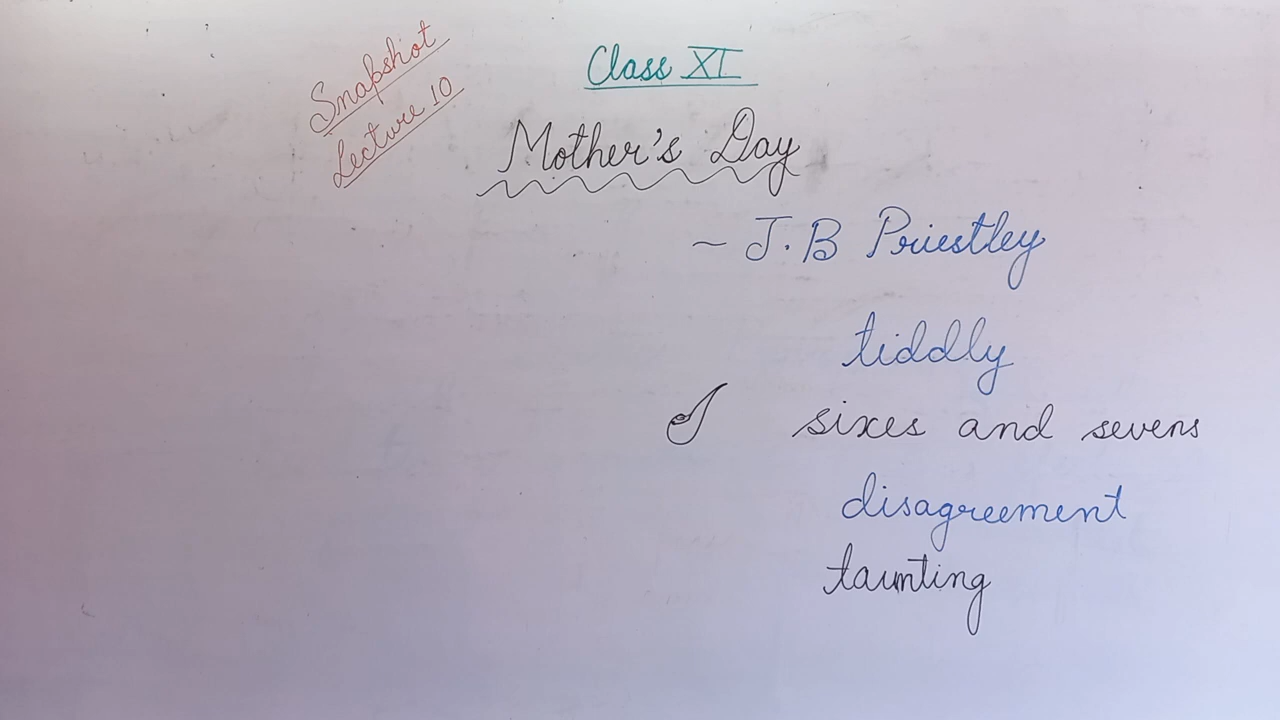 Snapshot
Lecture 10
Class XI
Mother's Day
~ J.B Priestley
tiddly
sixes and sevens
disagreement
taunting